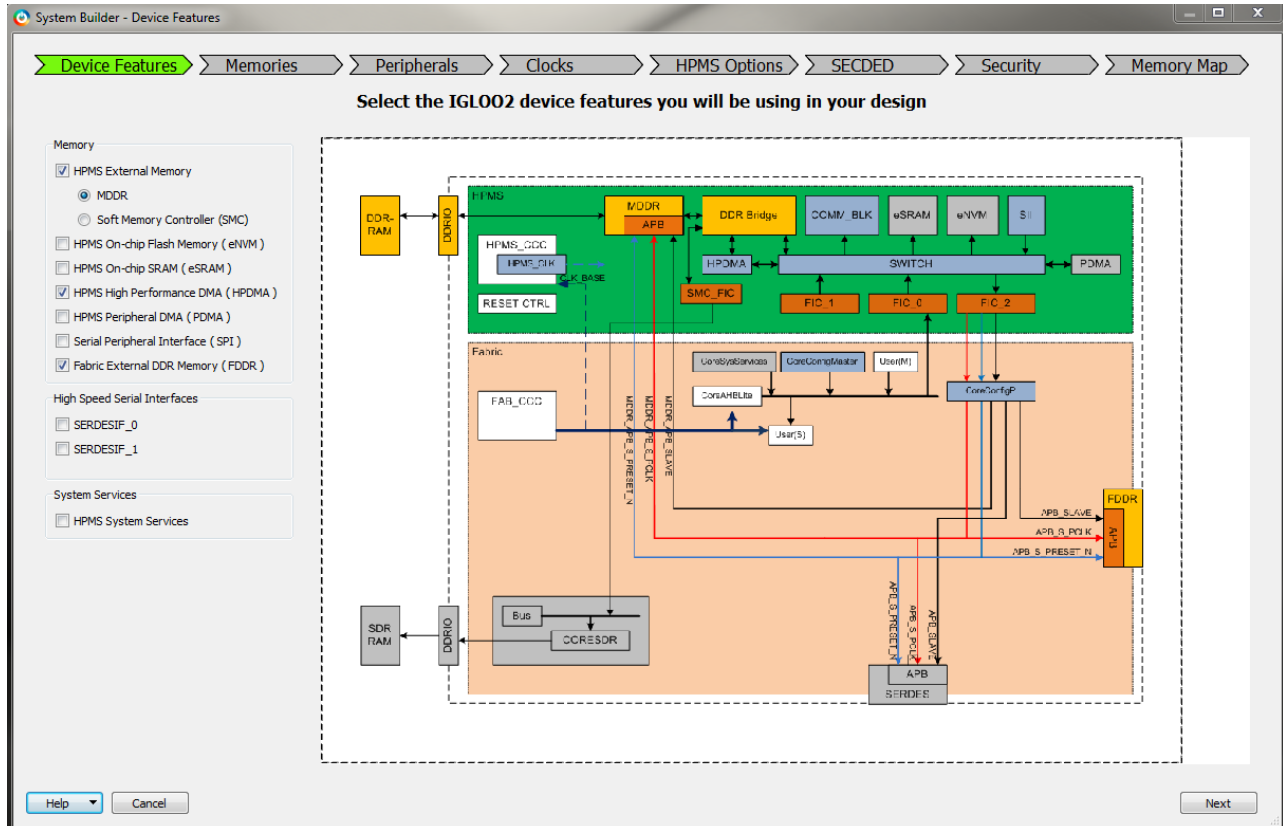 System Builder - Device Features
Device Features
Memories
Peripherals
Clocks
HPMS Options
SECDED
Security
Memory Map
Select the IGLOO2 device features you will be using in your design
Memory
HPMS External Memory
MDDR
Soft Memory Controller (SMC)
HPMS On-chip Flash Memory ( eNVM )
HPMS On-chip SRAM ( eSRAM )
HPMS High Performance DMA ( HPDMA )
HPMS Peripheral DMA ( PDMA )
Serial Peripheral Interface ( SPI )
Fabric External DDR Memory ( FDDR )
High Speed Serial Interfaces
SERDESIF_0
SERDESIF_1
System Services
HPMS System Services
HPMS
DDR-
RAM
DDRIO
MDDR
APB
DDR Bridge
COMM_BLK
eSRAM
eNVM
SII
HPMS_CCC
HPMS_CLK
CLK_BASE
HPDMA
SWITCH
PDMA
SMC_FIC
RESET CTRL
FIC_1
FIC_0
FIC_2
Fabric
CoreSysServices
CoreConfigMaster
User(M)
CoreAHBLite
CoreConfigP
FAB_CCC
User(S)
MDDR_APB_S_PRESET_N
MDDR_APB_S_PCLK
MDDR_APB_SLAVE
FDDR
APB
APB_SLAVE
APB_S_PCLK
APB_S_PRESET_N
SDR
RAM
DDRIO
Bus
CORESDR
APB_S_PRESET_N
APB_S_PCLK
APB_SLAVE
APB
SERDES
Help
Cancel
Next